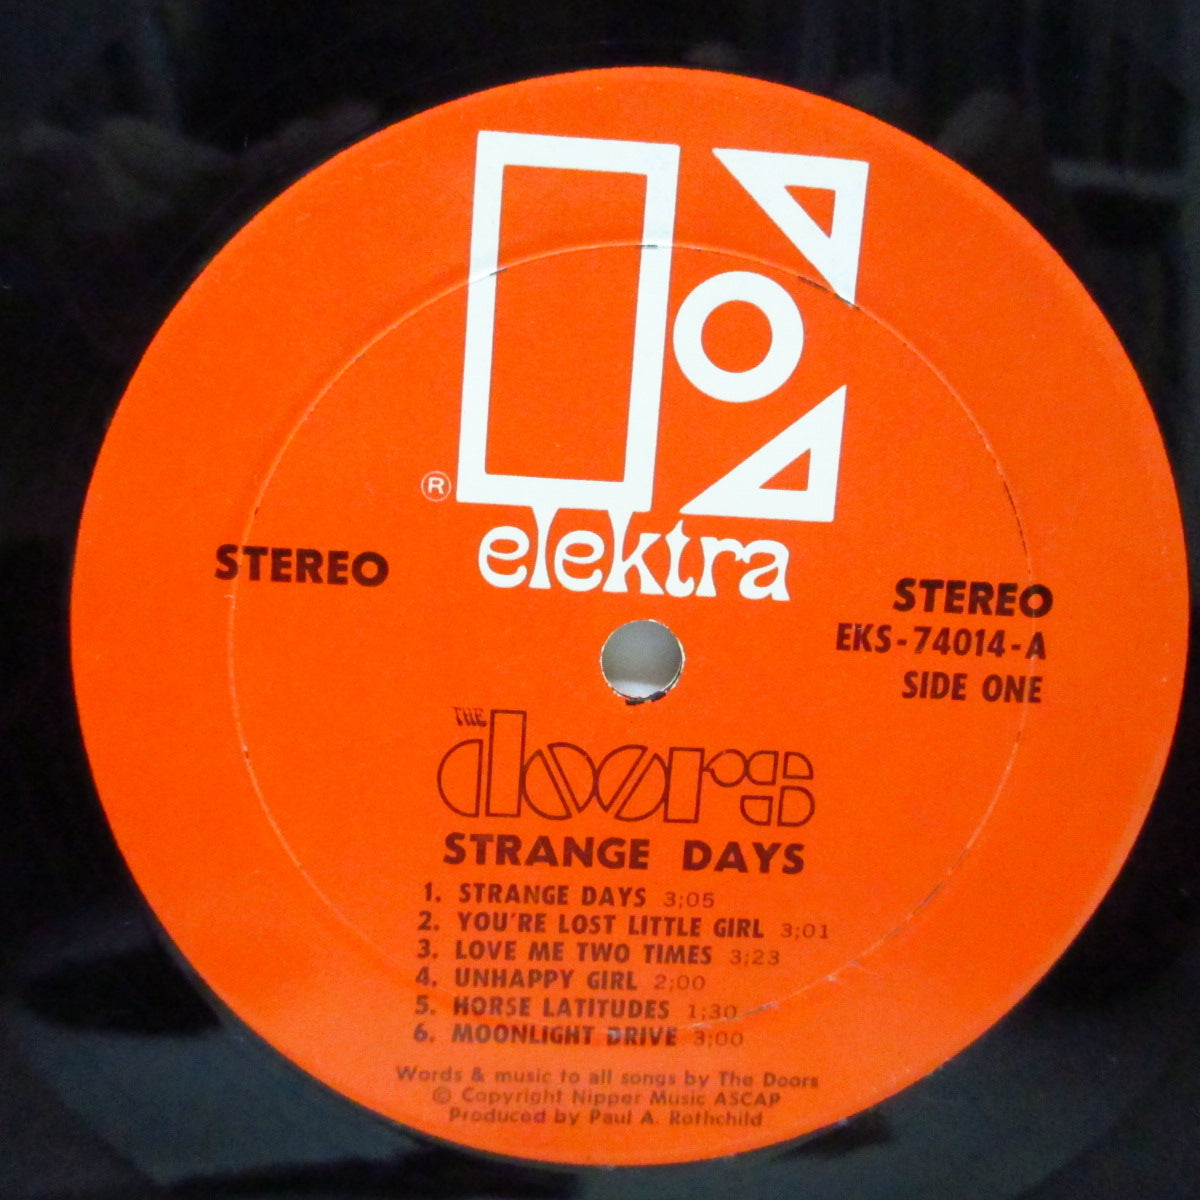 ®
elektra
STEREO
STEREO
EKS-74014-A
SIDE ONE
THE
doors
STRANGE DAYS
1. STRANGE DAYS 3;05
2. YOU'RE LOST LITTLE GIRL 3;01
3. LOVE ME TWO TIMES 3;23
4. UNHAPPY GIRL 2;00
5. HORSE LATITUDES 1;30
6. MOONLIGHT DRIVE 3;00
Words & music to all songs by The Doors
© Copyright Nipper Music ASCAP
Produced by Paul A. Rothchild